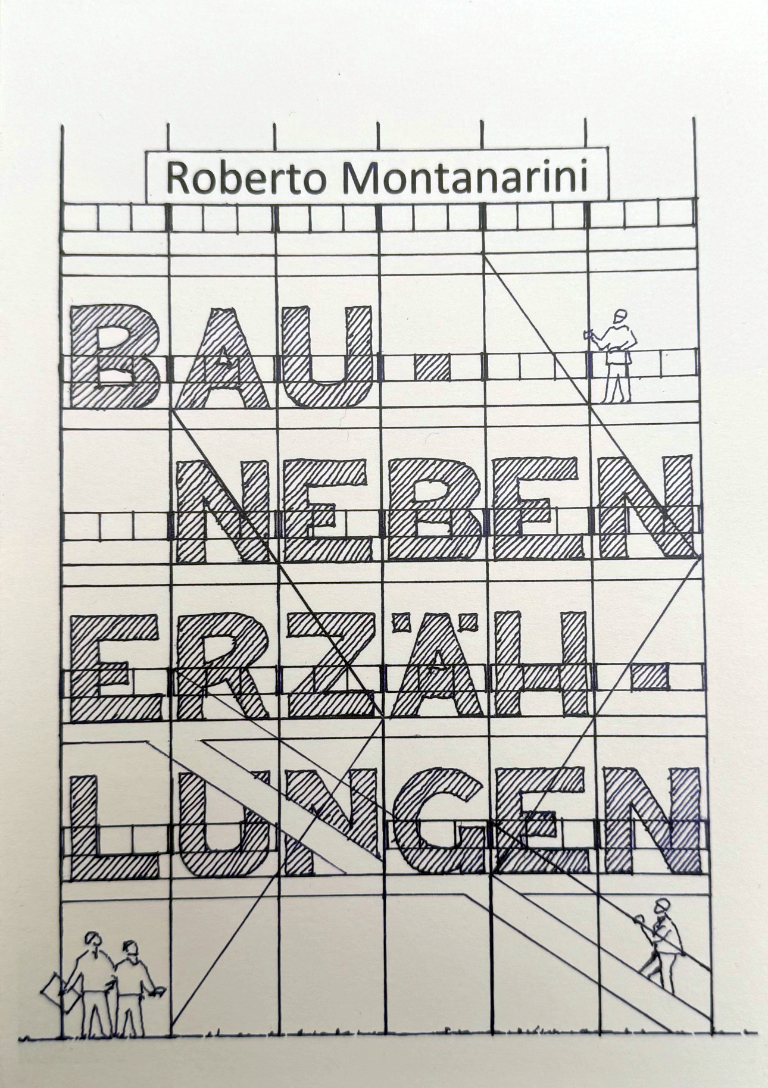 Roberto Montanarini
BAU-
NEBEN
ERZÄH-
LUNGEN